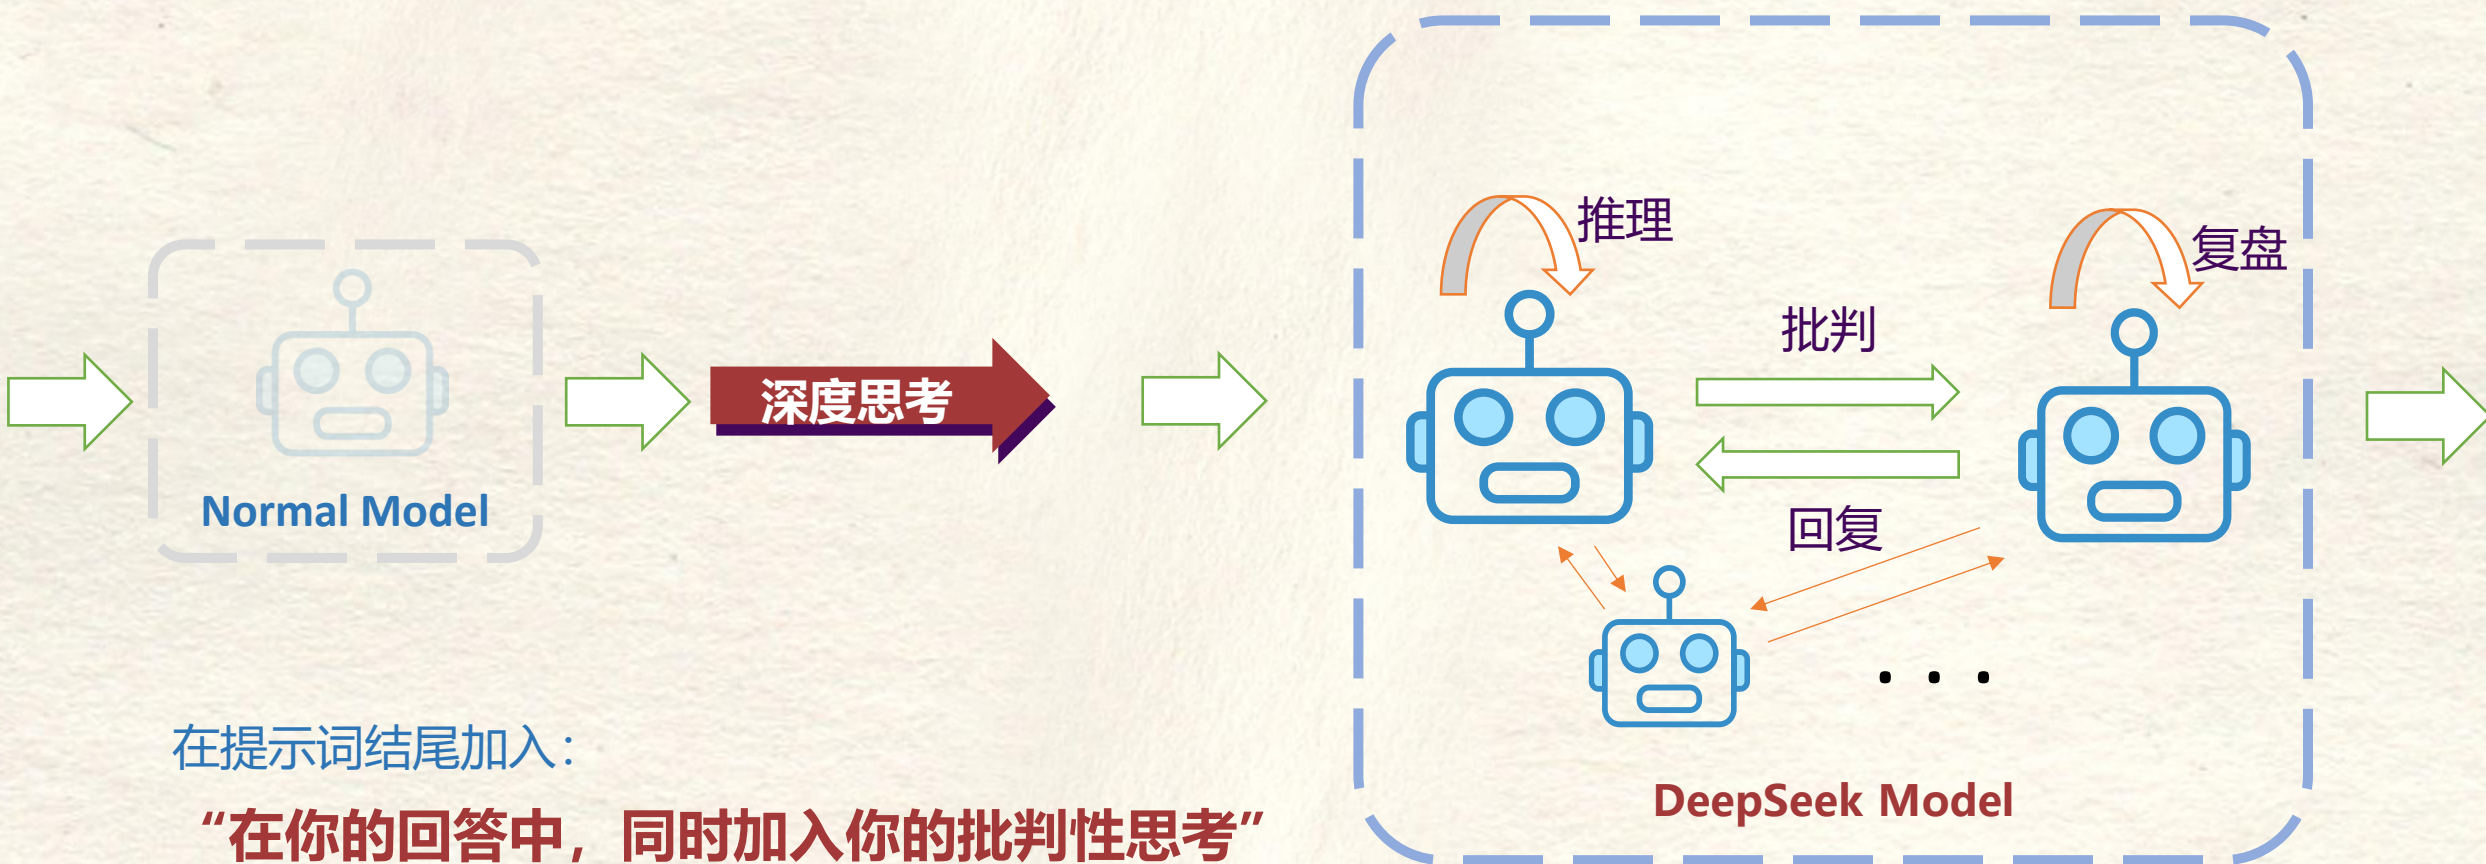 推理
复盘
批判
深度思考
Normal Model
回复
. . .
在提示词结尾加入：
“在你的回答中，同时加入你的批判性思考”
DeepSeek Model